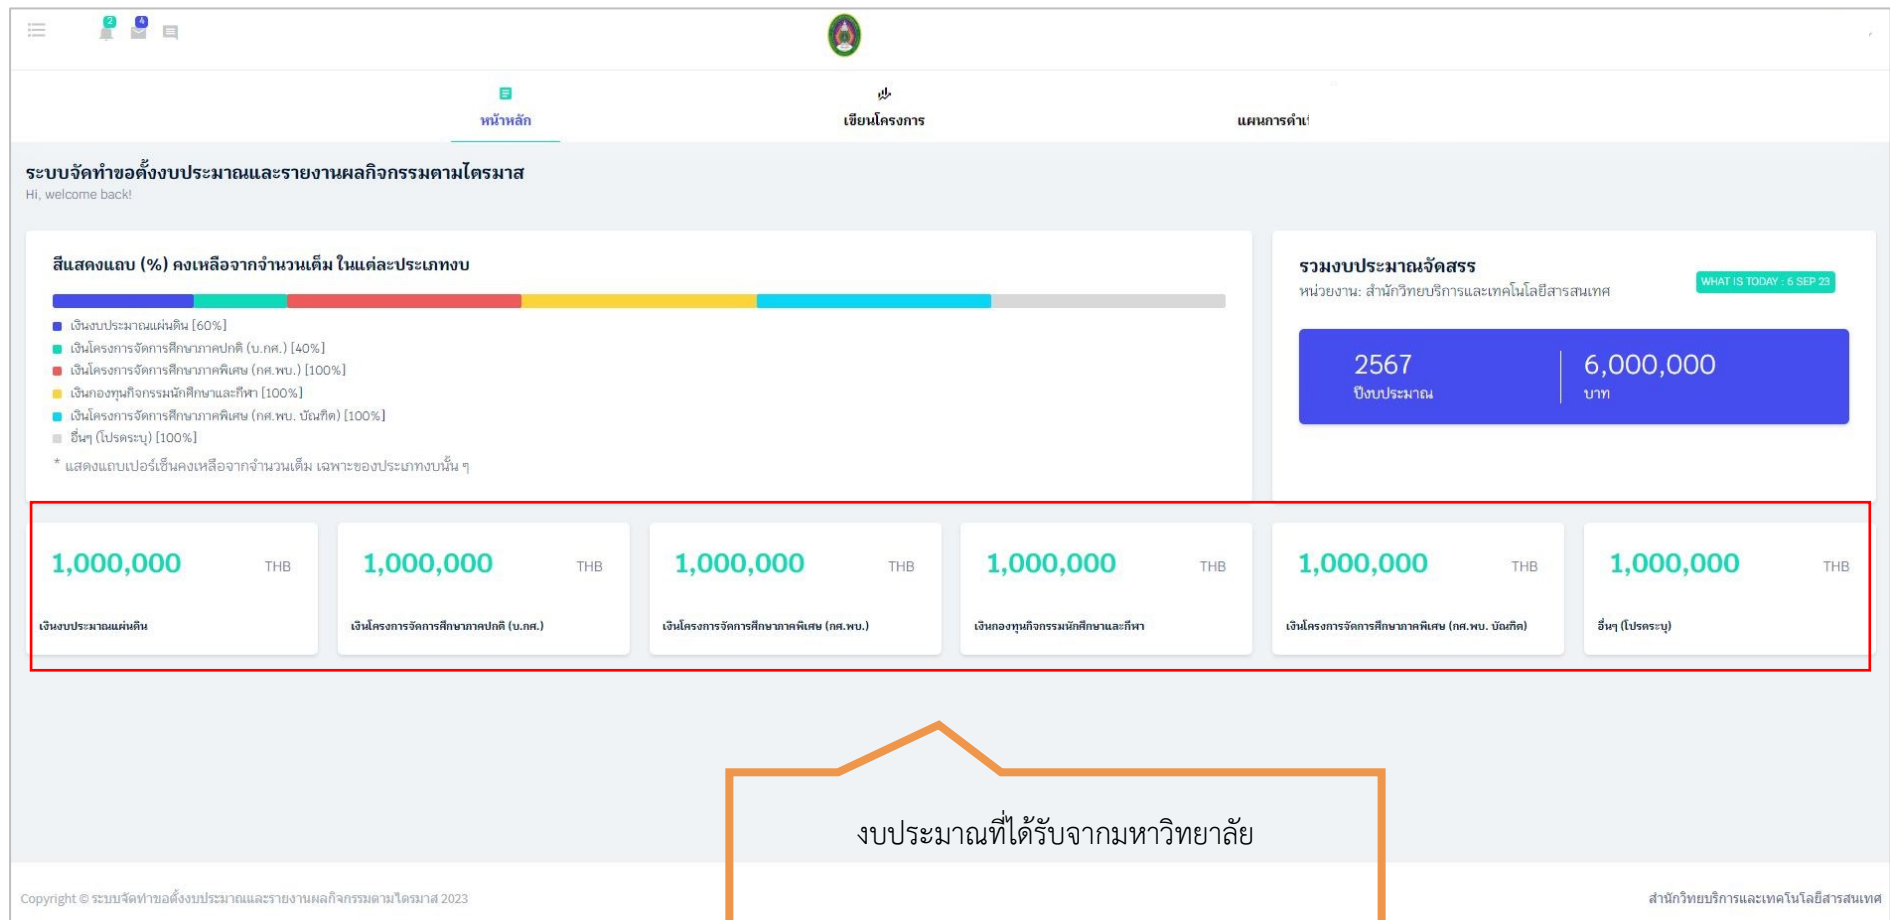 2
4
หน้าหลัก
เขียนโครงการ
แผนการดำเ
ระบบจัดทำขอตั้งงบประมาณและรายงานผลกิจกรรมตามไตรมาส
Hi, welcome back!
สีแสดงแถบ (%) คงเหลือจากจำนวนเต็ม ในแต่ละประเภทงบ
เงินงบประมาณแผ่นดิน [60%]
เงินโครงการจัดการศึกษาภาคปกติ (บ.กศ.) [40%]
เงินโครงการจัดการศึกษาภาคพิเศษ (กศ.พบ.) [100%]
เงินกองทุนกิจกรรมนักศึกษาและกีฬา [100%]
เงินโครงการจัดการศึกษาภาคพิเศษ (กศ.พบ. บัณฑิต) [100%]
อื่นๆ (โปรดระบุ) [100%]
* แสดงแถบเปอร์เซ็นคงเหลือจากจำนวนเต็ม เฉพาะของประเภทงบนั้น ๆ
รวมงบประมาณจัดสรร
หน่วยงาน: สำนักวิทยบริการและเทคโนโลยีสารสนเทศ
WHAT IS TODAY : 6 SEP 23
2567
ปีงบประมาณ
6,000,000
บาท
1,000,000 THB
เงินงบประมาณแผ่นดิน
1,000,000 THB
เงินโครงการจัดการศึกษาภาคปกติ (บ.กศ.)
1,000,000 THB
เงินโครงการจัดการศึกษาภาคพิเศษ (กศ.พบ.)
1,000,000 THB
เงินกองทุนกิจกรรมนักศึกษาและกีฬา
1,000,000 THB
เงินโครงการจัดการศึกษาภาคพิเศษ (กศ.พบ. บัณฑิต)
1,000,000 THB
อื่นๆ (โปรดระบุ)
งบประมาณที่ได้รับจากมหาวิทยาลัย
Copyright © ระบบจัดทำขอตั้งงบประมาณและรายงานผลกิจกรรมตามไตรมาส 2023
สำนักวิทยบริการและเทคโนโลยีสารสนเทศ